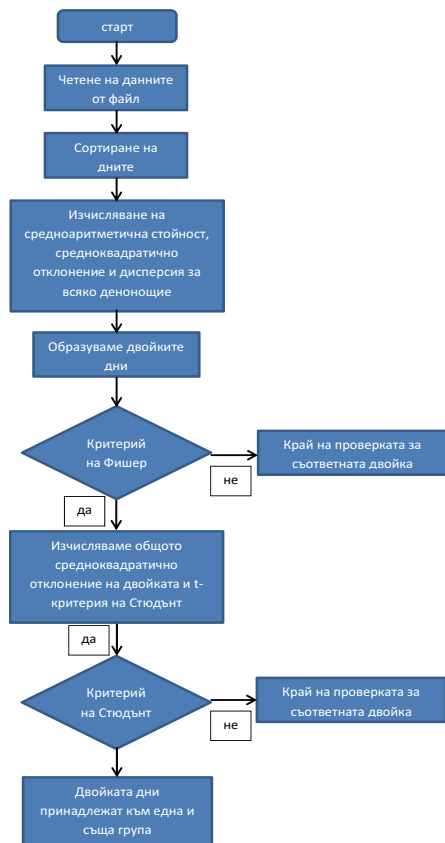 старт
Четене на данните
от файл
Сортиране на
дните
Изчисляване на
средноаритметична стойност,
средноквадратично
отклонение и дисперсия за
всяко денонощие
Образуваме двойките
дни
Критерий
на Фишер
не
Край на проверката за
съответната двойка
да
Изчисляваме общото
средноквадратично
отклонение на двойката и t-
критерия на Стюдънт
да
Критерий
на Стюдънт
не
Край на проверката за
съответната двойка
Двойката дни
принадлежат към една и
съща група